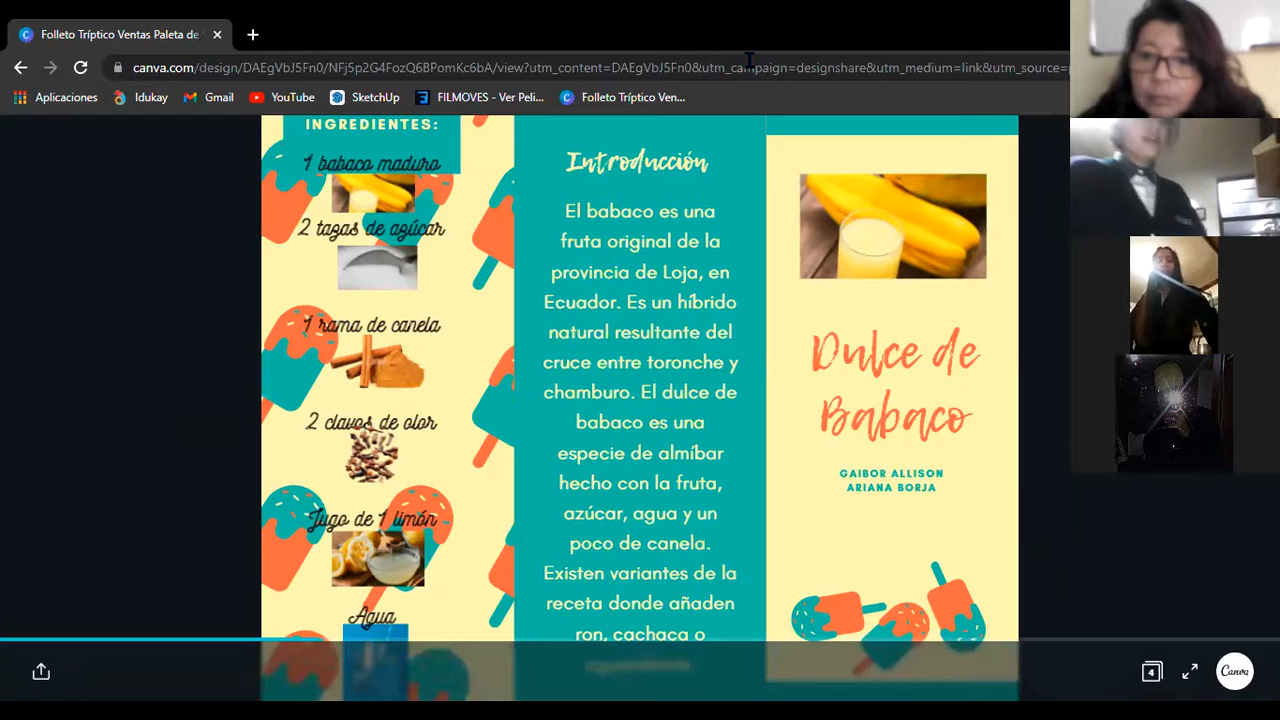 Folleto Tríptico Ventas Paleta de
canva.com/design/DAEgVbJ5Fn0/NFj5p2G4FozQ6BPomKc6bA/view?utm_content=DAEgVbJ5Fn0&utm_campaign=designshare&utm_medium=link&utm_source=
Aplicaciones
Idukay
Gmail
YouTube
SketchUp
FILMOVES - Ver Peli...
Folleto Tríptico Ven...
INGREDIENTES:
1 babaco maduro
2 tazas de azúcar
1 rama de canela
2 clavos de olor
Jugo de 1 limón
Agua
Introducción
El babaco es una
fruta original de la
provincia de Loja, en
Ecuador. Es un híbrido
natural resultante del
cruce entre toronche y
chamburo. El dulce de
babaco es una
especie de almíbar
hecho con la fruta,
azúcar, agua y un
poco de canela.
Existen variantes de la
receta donde añaden
ron, cachaca o
Dulce de
Babaco
GAIBOR ALLISON
ARIANA BORJA
4
Canva